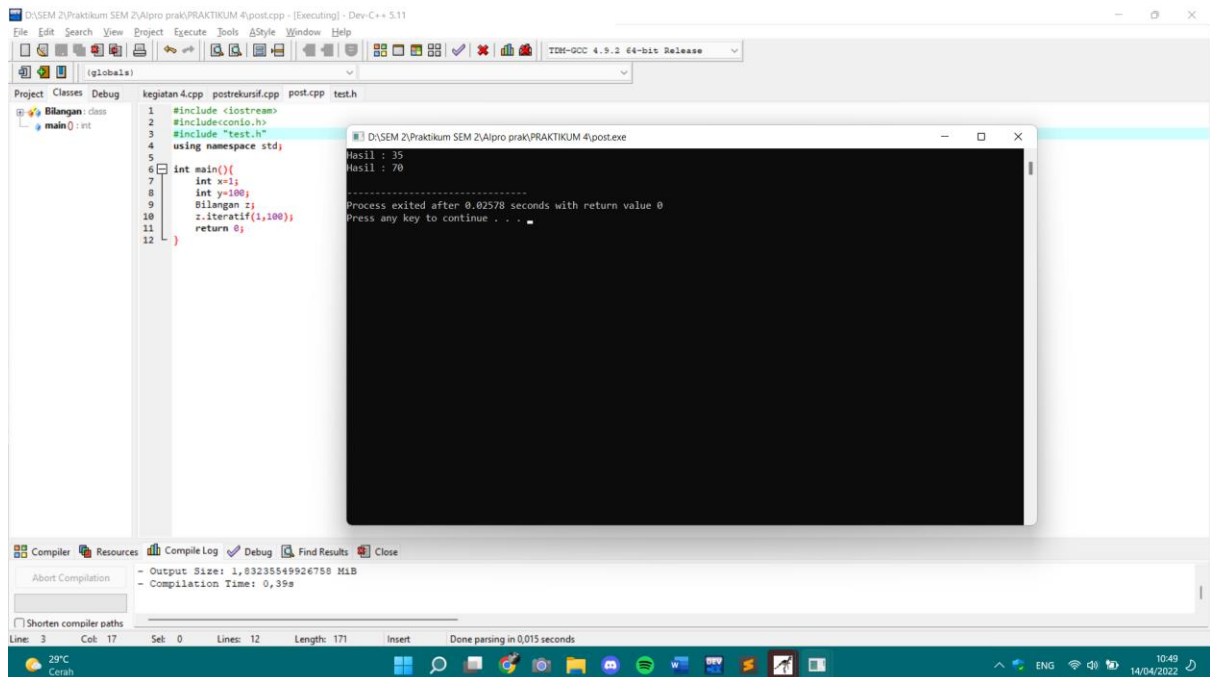 D:\SEM 2\Praktikum SEM 2\Alpro prak\PRAKTIKUM 4\post.cpp - [Executing] - Dev-C++ 5.11
File Edit Search View Project Execute Tools AStyle Window Help
TDM-GCC 4.9.2 64-bit Release
(globals)
Project Classes Debug
kegiatan 4.cpp postrekursif.cpp post.cpp test.h
Bilangan : class
main () : int
1 #include <iostream>
2 #include<conio.h>
3 #include "test.h"
4 using namespace std;
5
6 int main(){
7 int x=1;
8 int y=100;
9 Bilangan z;
10 z.iteratif(1,100);
11 return 0;
12 }
D:\SEM 2\Praktikum SEM 2\Alpro prak\PRAKTIKUM 4\post.exe
Hasil : 35
Hasil : 70
--------------------------------
Process exited after 0.02578 seconds with return value 0
Press any key to continue . . .
Compiler Resources Compile Log Debug Find Results Close
Abort Compilation
- Output Size: 1,83235549926758 MiB
- Compilation Time: 0,39s
Shorten compiler paths
Line: 3 Col: 17 Sel: 0 Lines: 12 Length: 171 Insert Done parsing in 0,015 seconds
29°C
Cerah
DEV
ENG
10:49
14/04/2022